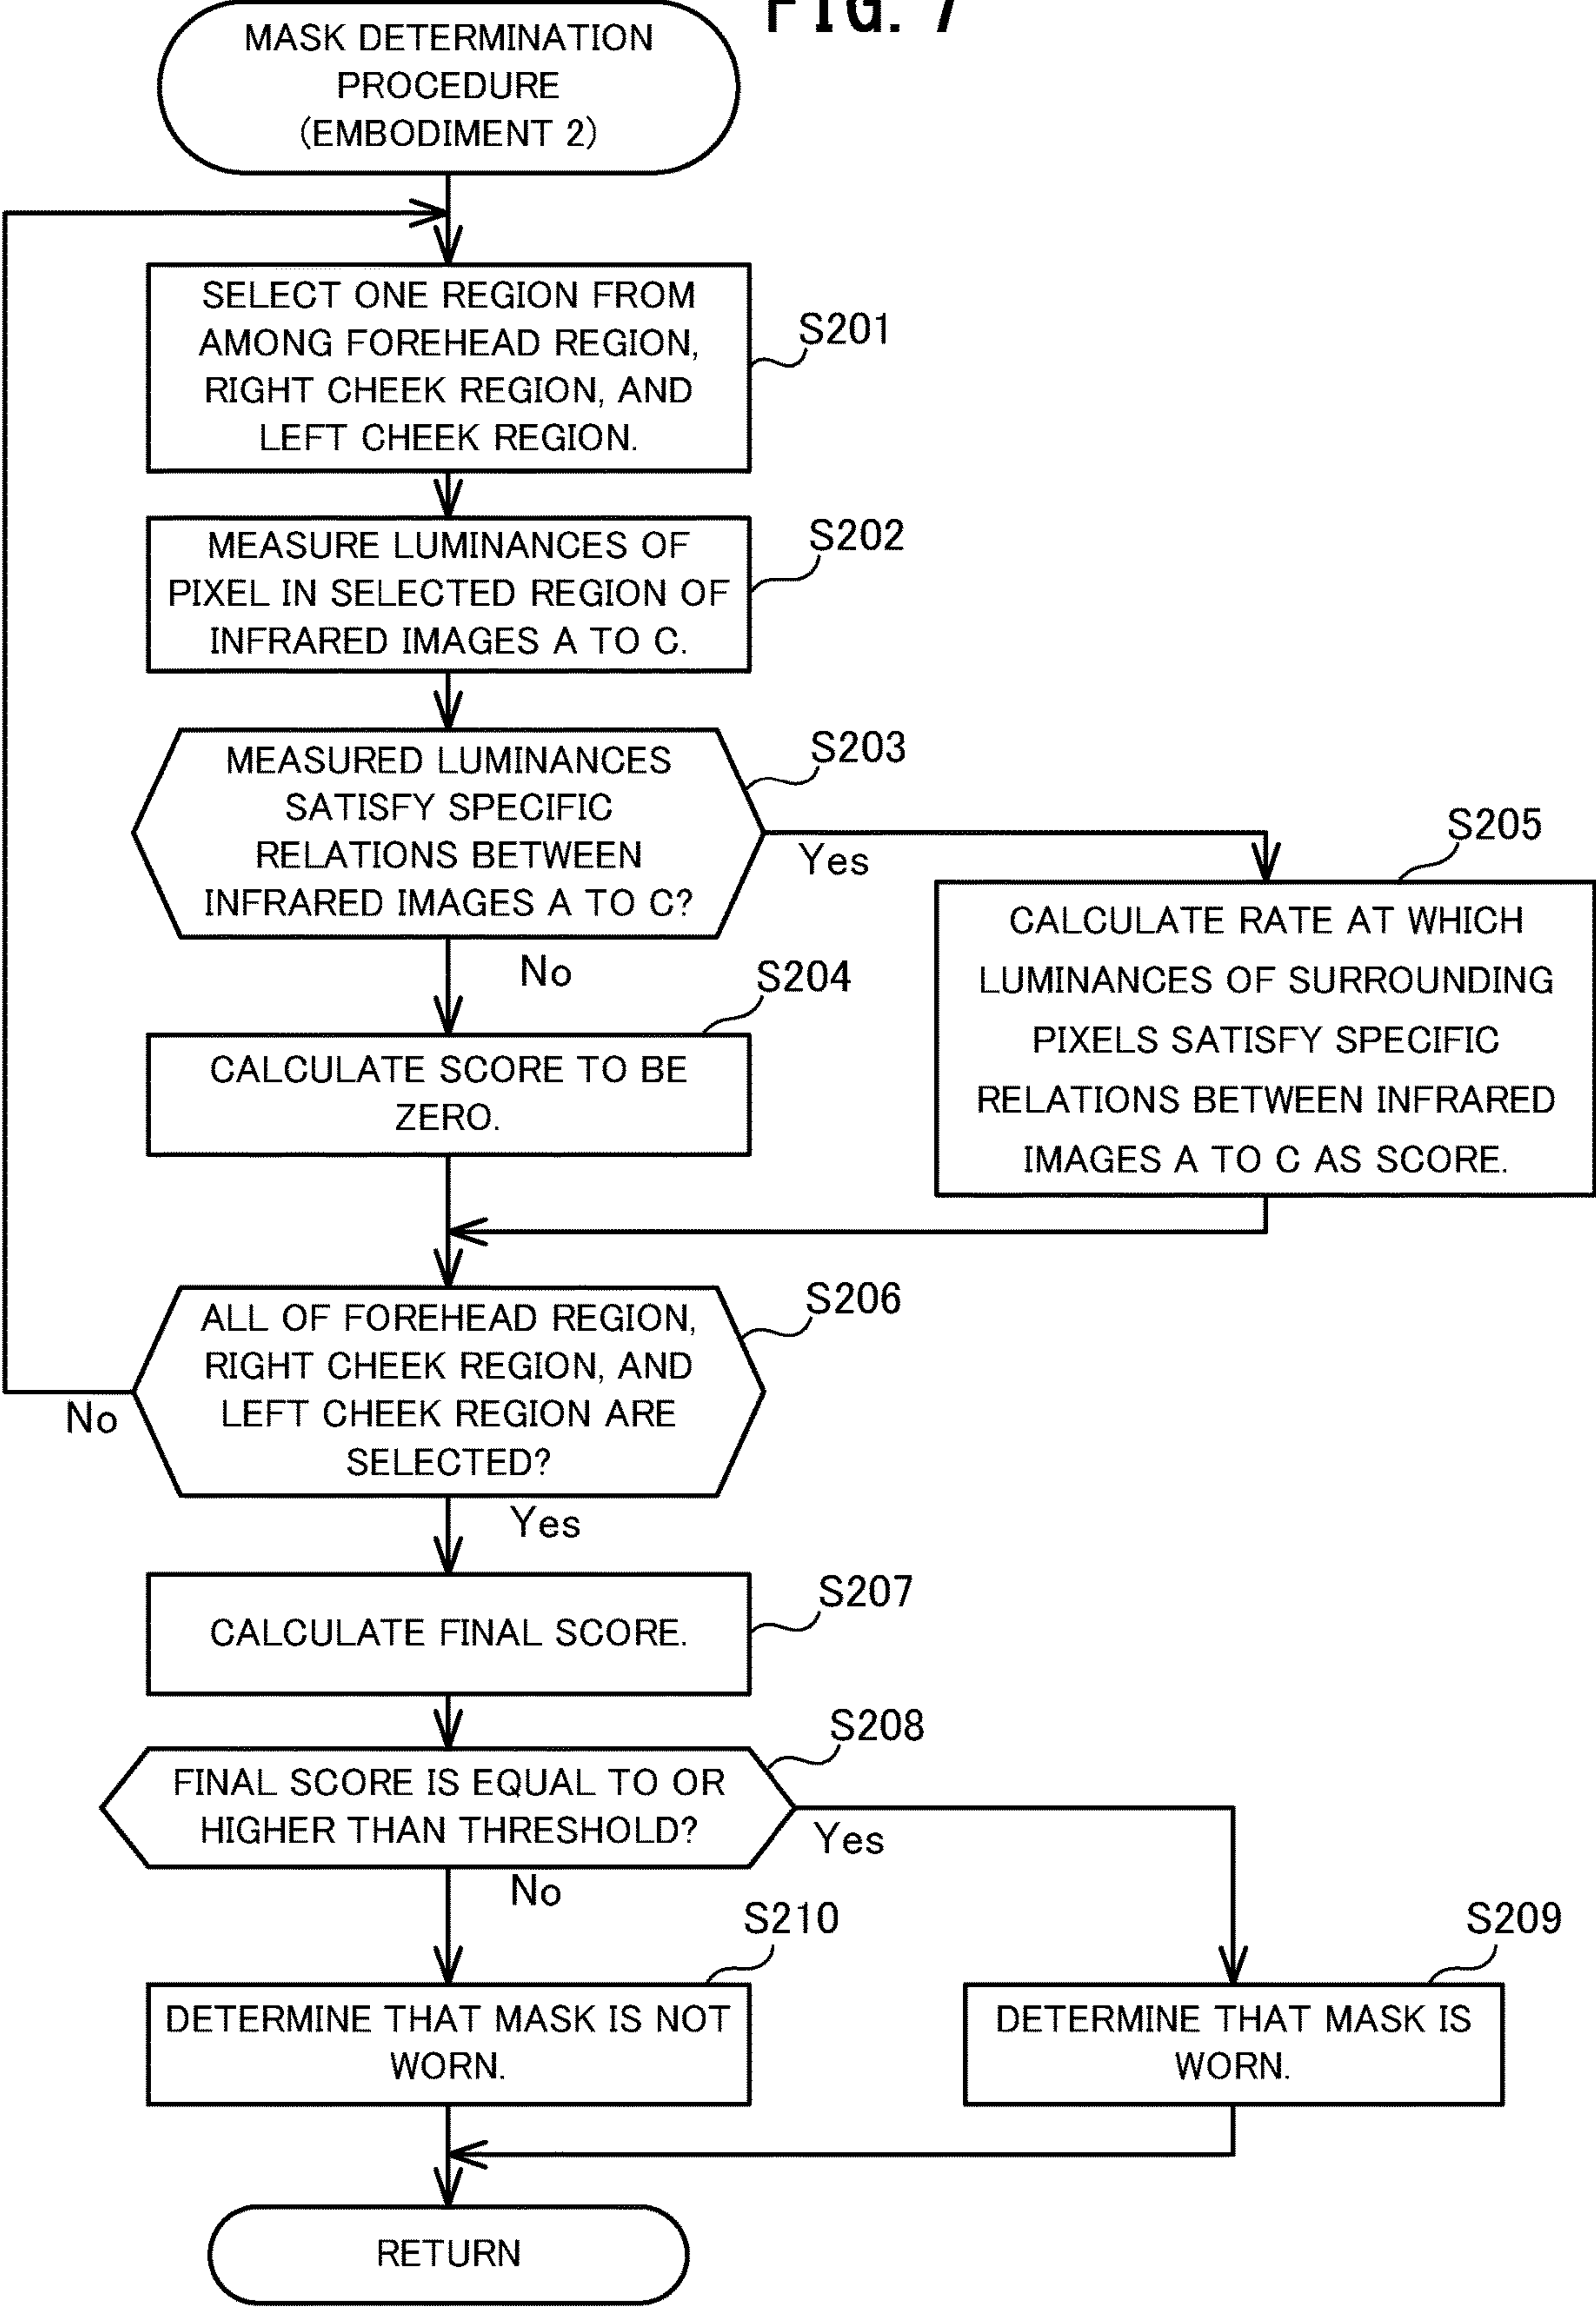 FIG. 7
MASK DETERMINATION
PROCEDURE
(EMBODIMENT 2)
SELECT ONE REGION FROM
AMONG FOREHEAD REGION,
RIGHT CHEEK REGION, AND
LEFT CHEEK REGION.
S201
MEASURE LUMINANCES OF
PIXEL IN SELECTED REGION OF
INFRARED IMAGES A TO C.
S202
MEASURED LUMINANCES
SATISFY SPECIFIC
RELATIONS BETWEEN
INFRARED IMAGES A TO C?
S203
Yes
No
S204
CALCULATE SCORE TO BE
ZERO.
S205
CALCULATE RATE AT WHICH
LUMINANCES OF SURROUNDING
PIXELS SATISFY SPECIFIC
RELATIONS BETWEEN INFRARED
IMAGES A TO C AS SCORE.
ALL OF FOREHEAD REGION,
RIGHT CHEEK REGION, AND
LEFT CHEEK REGION ARE
SELECTED?
S206
No
Yes
S207
CALCULATE FINAL SCORE.
S208
FINAL SCORE IS EQUAL TO OR
HIGHER THAN THRESHOLD?
Yes
No
S210
DETERMINE THAT MASK IS NOT
WORN.
S209
DETERMINE THAT MASK IS
WORN.
RETURN